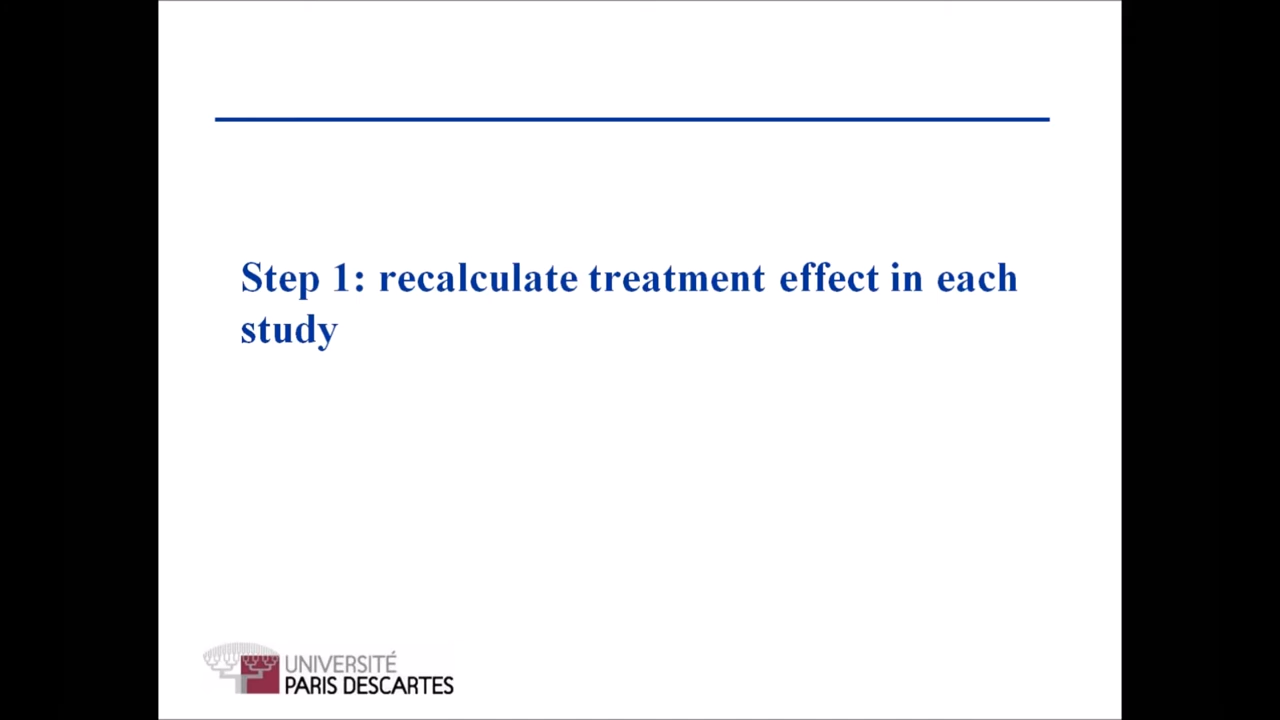 Step 1: recalculate treatment effect in each
study
UNIVERSITÉ
PARIS DESCARTES